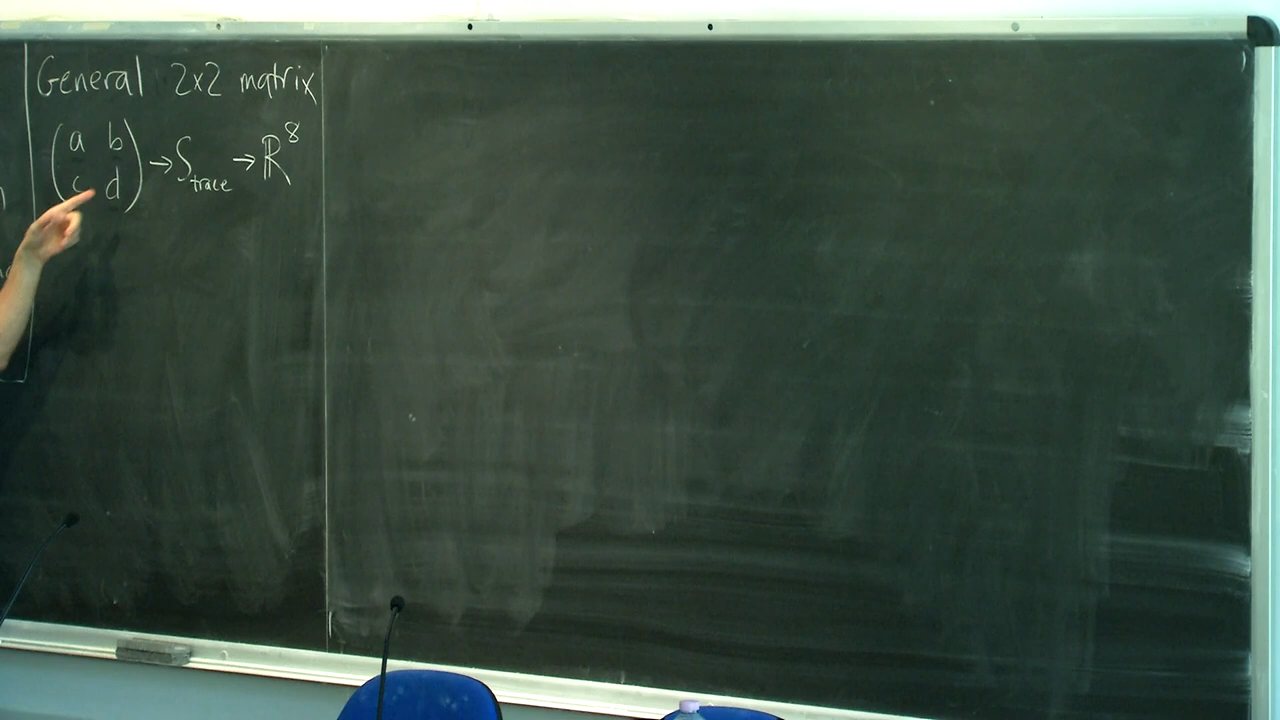 General 2x2 matrix
(a b
c d) → S_trace → ℝ^8